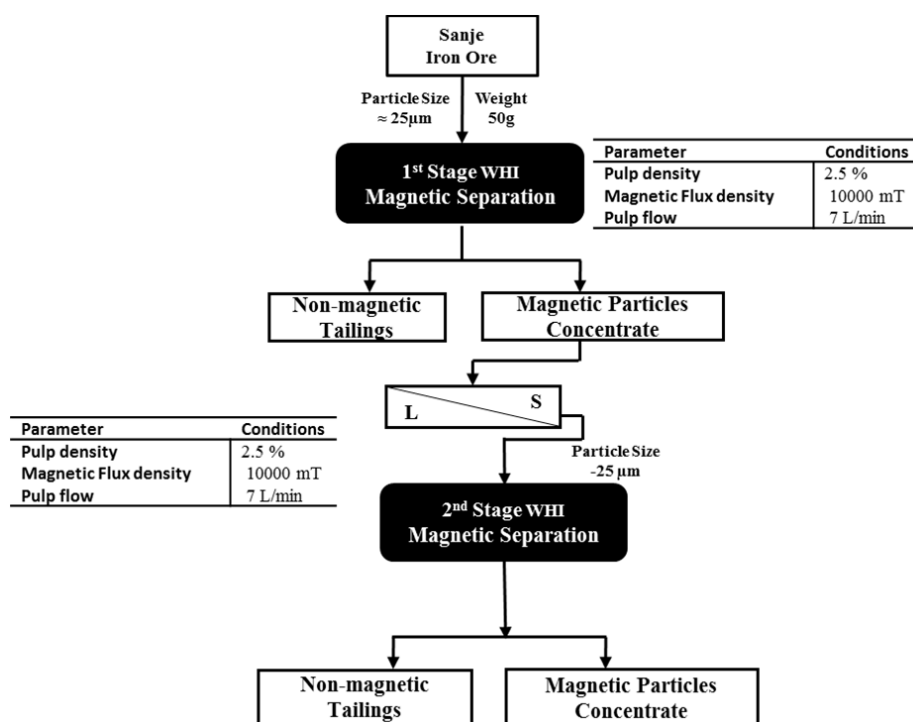 Sanje
Iron Ore
Particle Size
≈ 25µm
Weight
50g
1st Stage WHI
Magnetic Separation
Parameter Conditions
Pulp density 2.5 %
Magnetic Flux density 10000 mT
Pulp flow 7 L/min
Non-magnetic
Tailings
Magnetic Particles
Concentrate
L S
Parameter Conditions
Pulp density 2.5 %
Magnetic Flux density 10000 mT
Pulp flow 7 L/min
Particle Size
-25 µm
2nd Stage WHI
Magnetic Separation
Non-magnetic
Tailings
Magnetic Particles
Concentrate